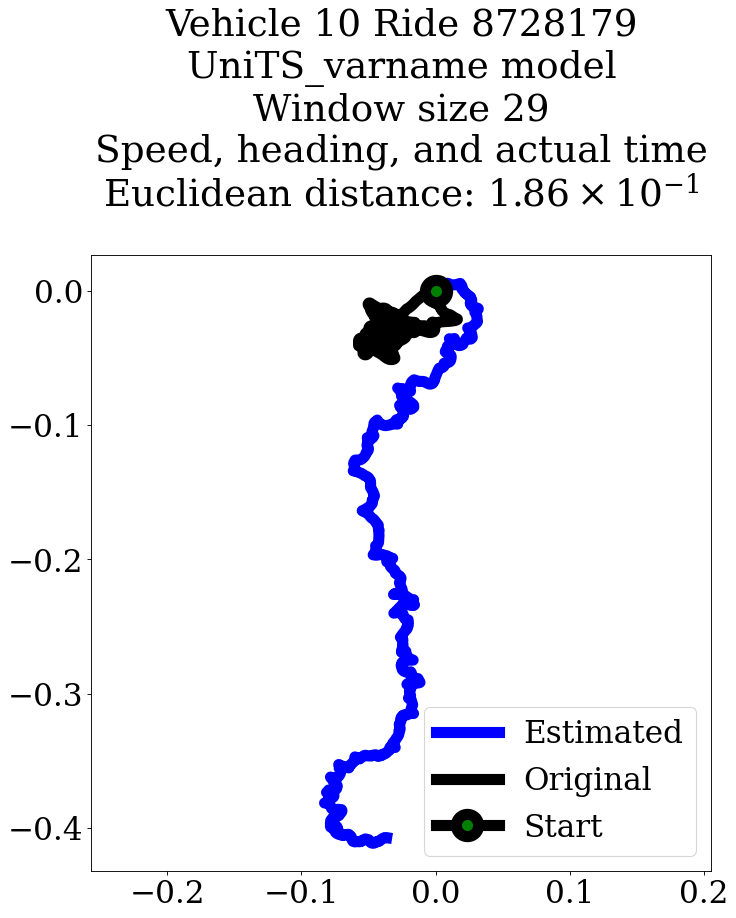 Vehicle 10 Ride 8728179
UniTS_varname model
Window size 29
Speed, heading, and actual time
Euclidean distance: 1.86 × 10⁻¹
0.0
−0.1
−0.2
−0.3
−0.4
Estimated
Original
Start
−0.2 −0.1 0.0 0.1 0.2